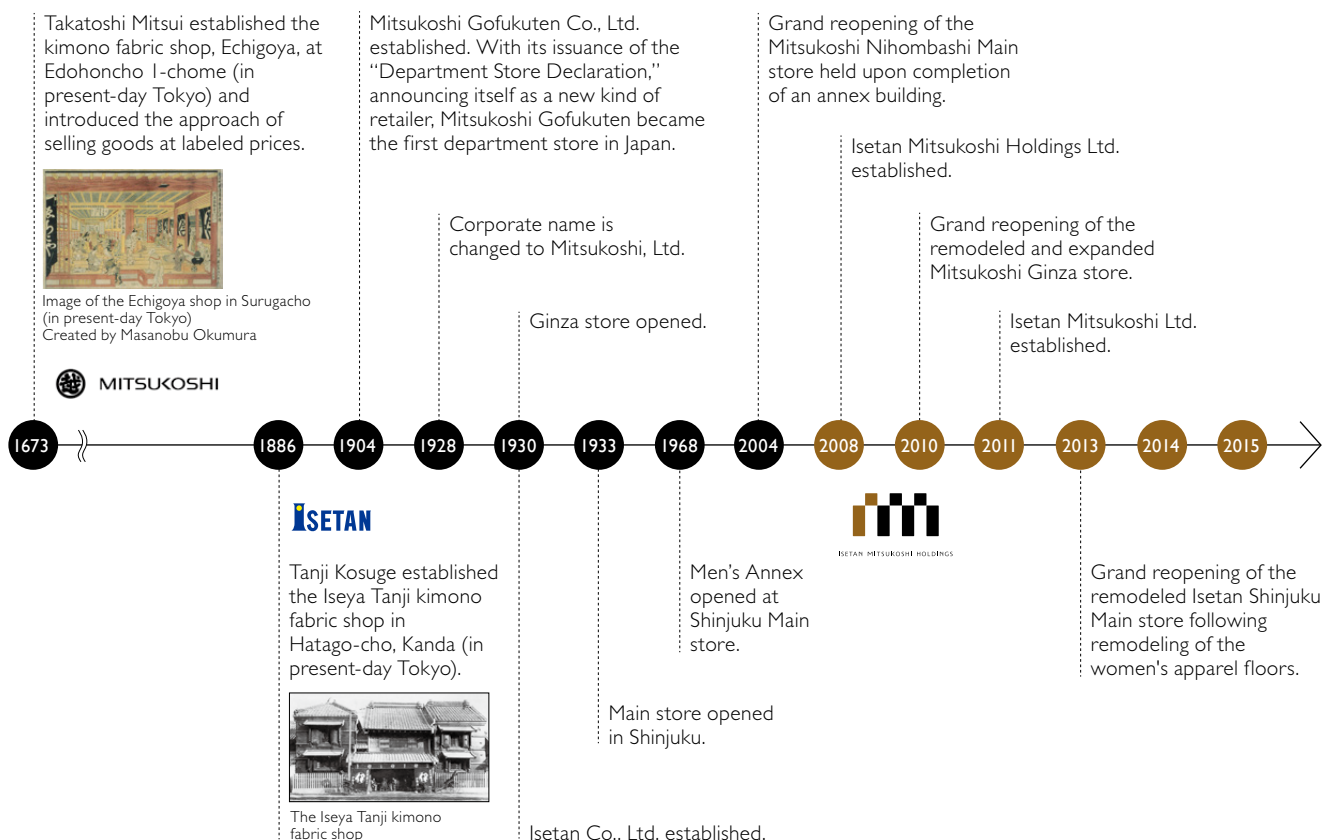 Takatoshi Mitsui established the
kimono fabric shop, Echigoya, at
Edohoncho 1-chome (in
present-day Tokyo) and
introduced the approach of
selling goods at labeled prices.
Image of the Echigoya shop in Surugacho
(in present-day Tokyo)
Created by Masanobu Okumura
越 MITSUKOSHI
Mitsukoshi Gofukuten Co., Ltd.
established. With its issuance of the
“Department Store Declaration,”
announcing itself as a new kind of
retailer, Mitsukoshi Gofukuten became
the first department store in Japan.
Corporate name is
changed to Mitsukoshi, Ltd.
Ginza store opened.
Grand reopening of the
Mitsukoshi Nihombashi Main
store held upon completion
of an annex building.
Isetan Mitsukoshi Holdings Ltd.
established.
Grand reopening of the
remodeled and expanded
Mitsukoshi Ginza store.
Isetan Mitsukoshi Ltd.
established.
1673 1886 1904 1928 1930 1933 1968 2004 2008 2010 2011 2013 2014 2015
ISETAN
Tanji Kosuge established
the Iseya Tanji kimono
fabric shop in
Hatago-cho, Kanda (in
present-day Tokyo).
The Iseya Tanji kimono
fabric shop
Isetan Co., Ltd. established.
Main store opened
in Shinjuku.
Men’s Annex
opened at
Shinjuku Main
store.
ISETAN MITSUKOSHI HOLDINGS
Grand reopening of the
remodeled Isetan Shinjuku
Main store following
remodeling of the
women's apparel floors.